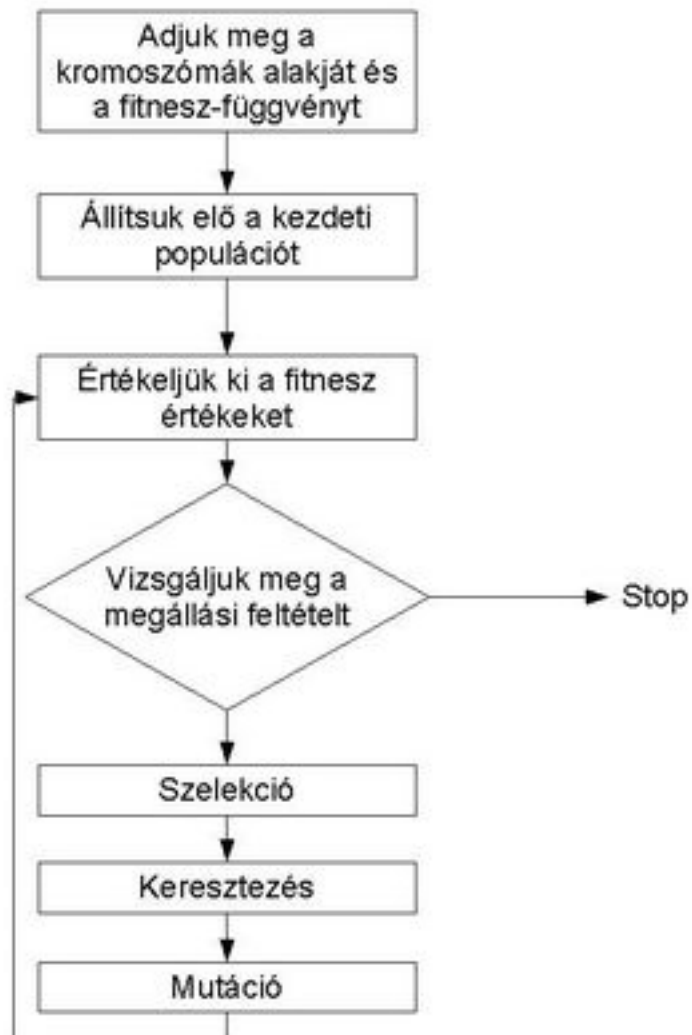 Adjuk meg a
kromoszómák alakját és
a fitnesz-függvényt
Állítsuk elő a kezdeti
populációt
Értékeljük ki a fitnesz
értékeket
Vizsgáljuk meg a
megállási feltételt
Stop
Szelekció
Keresztezés
Mutáció